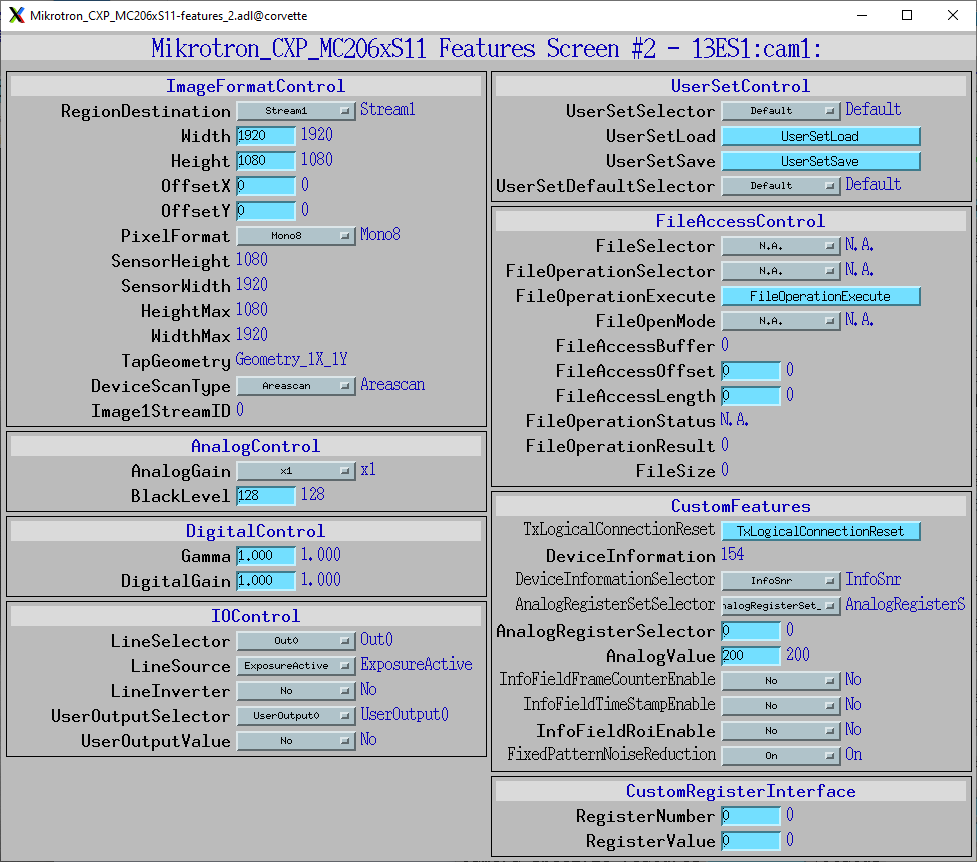 Mikrotron_CXP_MC206xS11-features_2.adl@corvette
Mikrotron_CXP_MC206xS11 Features Screen #2 - 13ES1:cam1:
ImageFormatControl
RegionDestination Stream1 Stream1
Width 1920 1920
Height 1080 1080
OffsetX 0 0
OffsetY 0 0
PixelFormat Mono8 Mono8
SensorHeight 1080
SensorWidth 1920
HeightMax 1080
WidthMax 1920
TapGeometry Geometry_1X_1Y
DeviceScanType Areascan Areascan
Image1StreamID 0
AnalogControl
AnalogGain x1 x1
BlackLevel 128 128
DigitalControl
Gamma 1.000 1.000
DigitalGain 1.000 1.000
IOControl
LineSelector Out0 Out0
LineSource ExposureActive ExposureActive
LineInverter No No
UserOutputSelector UserOutput0 UserOutput0
UserOutputValue No No
UserSetControl
UserSetSelector Default Default
UserSetLoad UserSetLoad
UserSetSave UserSetSave
UserSetDefaultSelector Default Default
FileAccessControl
FileSelector N.A. N.A.
FileOperationSelector N.A. N.A.
FileOperationExecute FileOperationExecute
FileOpenMode N.A. N.A.
FileAccessBuffer 0
FileAccessOffset 0 0
FileAccessLength 0 0
FileOperationStatus N.A.
FileOperationResult 0
FileSize 0
CustomFeatures
TxLogicalConnectionReset TxLogicalConnectionReset
DeviceInformation 154
DeviceInformationSelector InfoSnr InfoSnr
AnalogRegisterSetSelector nalogRegisterSet_ AnalogRegisterS
AnalogRegisterSelector 0 0
AnalogValue 200 200
InfoFieldFrameCounterEnable No No
InfoFieldTimeStampEnable No No
InfoFieldRoiEnable No No
FixedPatternNoiseReduction On On
CustomRegisterInterface
RegisterNumber 0 0
RegisterValue 0 0